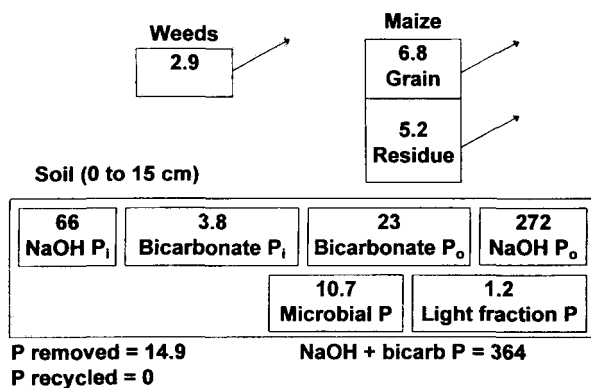 Weeds
2.9
Maize
6.8
Grain
5.2
Residue
Soil (0 to 15 cm)
66
NaOH Pi
3.8
Bicarbonate Pi
23
Bicarbonate Po
272
NaOH Po
10.7
Microbial P
1.2
Light fraction P
P removed = 14.9
NaOH + bicarb P = 364
P recycled = 0